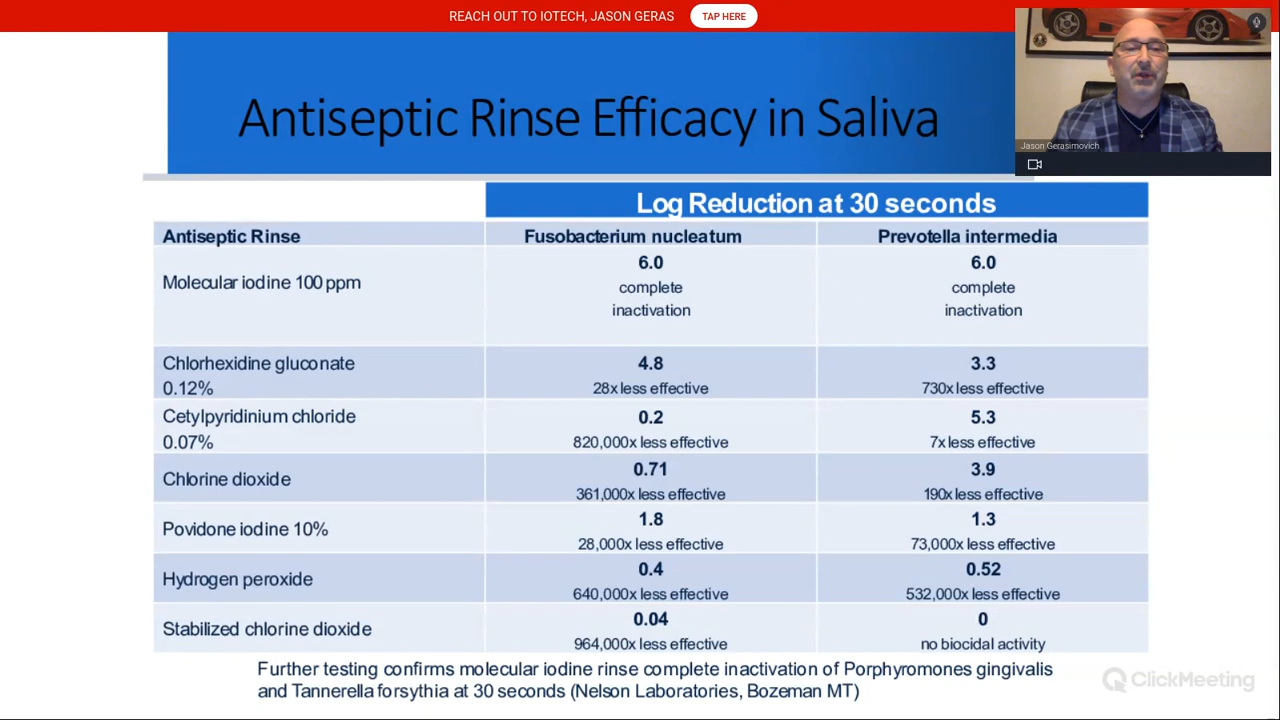 REACH OUT TO IOTECH, JASON GERAS TAP HERE
Jason Gerasimovich
Antiseptic Rinse Efficacy in Saliva
Log Reduction at 30 seconds
Antiseptic Rinse Fusobacterium nucleatum Prevotella intermedia
Molecular iodine 100 ppm
6.0
complete
inactivation
6.0
complete
inactivation
Chlorhexidine gluconate
0.12%
4.8
28x less effective
3.3
730x less effective
Cetylpyridinium chloride
0.07%
0.2
820,000x less effective
5.3
7x less effective
Chlorine dioxide
0.71
361,000x less effective
3.9
190x less effective
Povidone iodine 10%
1.8
28,000x less effective
1.3
73,000x less effective
Hydrogen peroxide
0.4
640,000x less effective
0.52
532,000x less effective
Stabilized chlorine dioxide
0.04
964,000x less effective
0
no biocidal activity
Further testing confirms molecular iodine rinse complete inactivation of Porphyromones gingivalis
and Tannerella forsythia at 30 seconds (Nelson Laboratories, Bozeman MT)
ClickMeeting